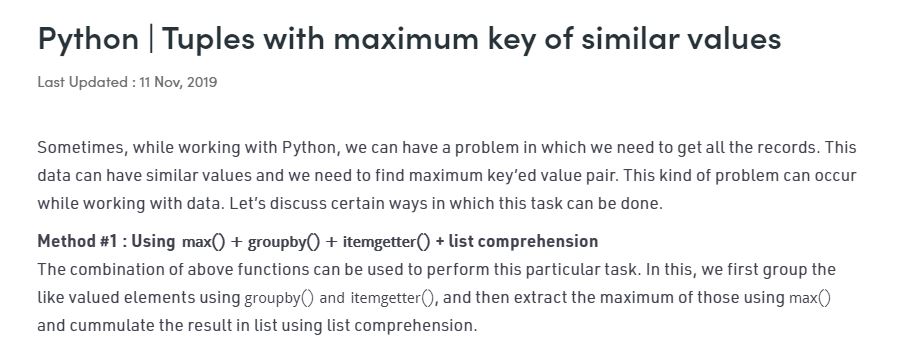 Python | Tuples with maximum key of similar values
Last Updated : 11 Nov, 2019
Sometimes, while working with Python, we can have a problem in which we need to get all the records. This
data can have similar values and we need to find maximum key’ed value pair. This kind of problem can occur
while working with data. Let’s discuss certain ways in which this task can be done.
Method #1 : Using max() + groupby() + itemgetter() + list comprehension
The combination of above functions can be used to perform this particular task. In this, we first group the
like valued elements using groupby() and itemgetter(), and then extract the maximum of those using max()
and cummulate the result in list using list comprehension.